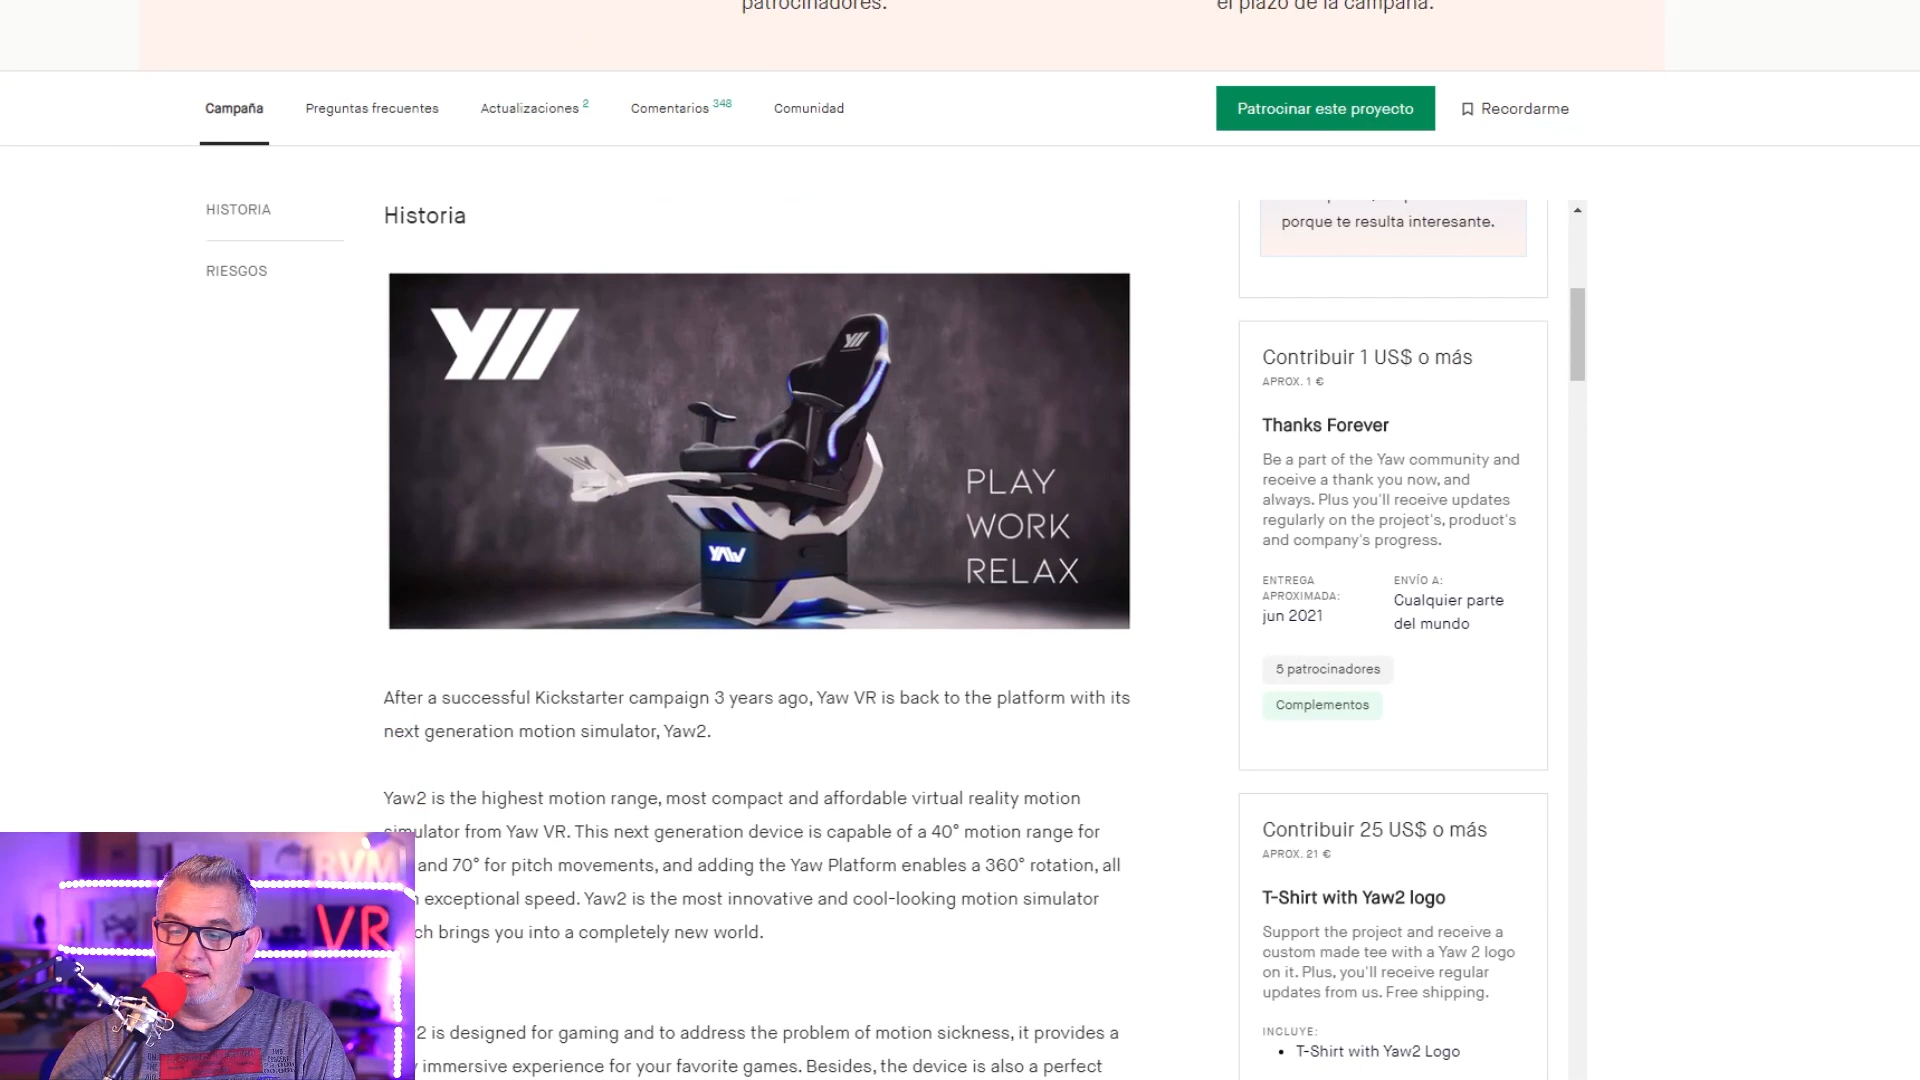 patrocinadores.
el plazo de la campaña.
Campaña
Preguntas frecuentes
Actualizaciones 2
Comentarios 348
Comunidad
Patrocinar este proyecto
Recordarme
HISTORIA
RIESGOS
Historia
PLAY
WORK
RELAX
YAW
After a successful Kickstarter campaign 3 years ago, Yaw VR is back to the platform with its
next generation motion simulator, Yaw2.
Yaw2 is the highest motion range, most compact and affordable virtual reality motion
simulator from Yaw VR. This next generation device is capable of a 40° motion range for
and 70° for pitch movements, and adding the Yaw Platform enables a 360° rotation, all
exceptional speed. Yaw2 is the most innovative and cool-looking motion simulator
brings you into a completely new world.
2 is designed for gaming and to address the problem of motion sickness, it provides a
immersive experience for your favorite games. Besides, the device is also a perfect
porque te resulta interesante.
Contribuir 1 US$ o más
APROX. 1 €
Thanks Forever
Be a part of the Yaw community and
receive a thank you now, and
always. Plus you'll receive updates
regularly on the project's, product's
and company's progress.
ENTREGA
APROXIMADA:
jun 2021
ENVÍO A:
Cualquier parte
del mundo
5 patrocinadores
Complementos
Contribuir 25 US$ o más
APROX. 21 €
T-Shirt with Yaw2 logo
Support the project and receive a
custom made tee with a Yaw 2 logo
on it. Plus, you'll receive regular
updates from us. Free shipping.
INCLUYE:
• T-Shirt with Yaw2 Logo
RVM
VR